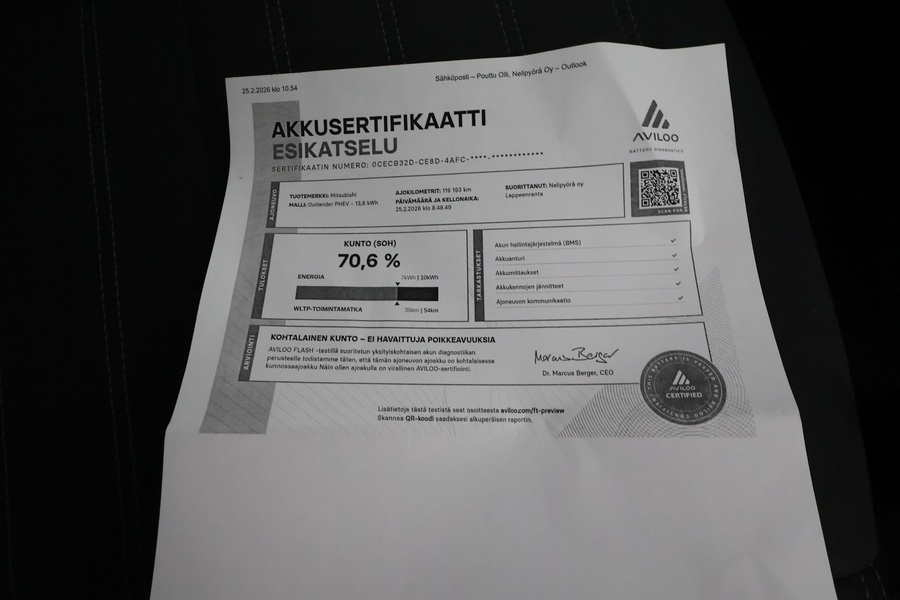 25.2.2026 klo 10.54
Sähköposti – Pouttu Olli, Nelipyörä Oy – Outlook
AKKUSERTIFIKAATTI
ESIKATSELU
SERTIFIKAATIN NUMERO: 0CECB32D-CE8D-4AFC-****-************
AVILOO
BATTERY DIAGNOSTICS
SCAN FOR
AJONEUVO
TUOTEMERKKI: Mitsubishi
MALLI: Outlander PHEV - 13,8 kWh
AJOKILOMETRIT: 119 193 km
PÄIVÄMÄÄRÄ JA KELLONAIKA:
25.2.2026 klo 8.48.49
SUORITTANUT: Nelipyörä oy
Lappeenranta
TULOKSET
KUNTO (SOH)
70,6 %
ENERGIA
7kWh | 10kWh
WLTP-TOIMINTAMATKA
38km | 54km
TARKASTUKSET
Akun hallintajärjestelmä (BMS)
Akkuanturi
Akkumittaukset
Akkukennojen jännitteet
Ajoneuvon kommunikaatio
ARVIOINTI
KOHTALAINEN KUNTO – EI HAVAITTUJA POIKKEAVUUKSIA
AVILOO FLASH -testillä suoritetun yksityiskohtaisen akun diagnostiikan
perusteella todistamme täten, että tämän ajoneuvon ajoakku on kohtalaisessa
kunnossaajoakku Näin ollen ajoakulla on virallinen AVILOO-sertifiointi.
Marcus Berger
Dr. Marcus Berger, CEO
AVILOO
CERTIFIED
Lisätietoja tästä testistä saat osoitteesta aviloo.com/ft-preview
Skannaa QR-koodi saadaksesi alkuperäisen raportin.